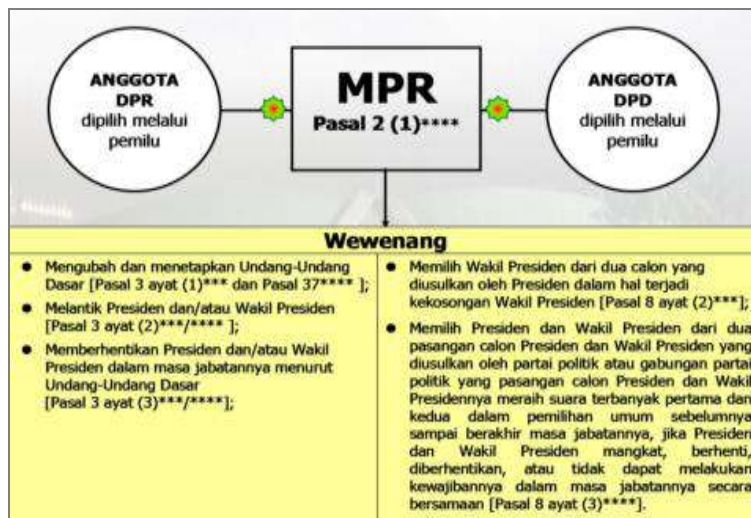 ANGGOTA
DPR
dipilih melalui
pemilu
MPR
Pasal 2 (1)****
ANGGOTA
DPD
dipilih melalui
pemilu
Wewenang
● Mengubah dan menetapkan Undang-Undang
Dasar [Pasal 3 ayat (1)*** dan Pasal 37**** ];
● Melantik Presiden dan/atau Wakil Presiden
[Pasal 3 ayat (2)***/**** ];
● Memberhentikan Presiden dan/atau Wakil
Presiden dalam masa jabatannya menurut
Undang-Undang Dasar
[Pasal 3 ayat (3)***/****];
● Memilih Wakil Presiden dari dua calon yang
diusulkan oleh Presiden dalam hal terjadi
kekosongan Wakil Presiden [Pasal 8 ayat (2)***];
● Memilih Presiden dan Wakil Presiden dari dua
pasangan calon Presiden dan Wakil Presiden yang
diusulkan oleh partai politik atau gabungan partai
politik yang pasangan calon Presiden dan Wakil
Presidennya meraih suara terbanyak pertama dan
kedua dalam pemilihan umum sebelumnya
sampai berakhir masa jabatannya, jika Presiden
dan Wakil Presiden mangkat, berhenti,
diberhentikan, atau tidak dapat melakukan
kewajibannya dalam masa jabatannya secara
bersamaan [Pasal 8 ayat (3)****].